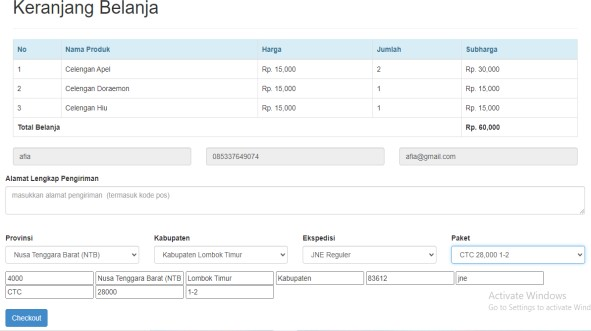 Keranjang Belanja
No Nama Produk Harga Jumlah Subharga
1 Celengan Apel Rp. 15,000 2 Rp. 30,000
2 Celengan Doraemon Rp. 15,000 1 Rp. 15,000
3 Celengan Hiu Rp. 15,000 1 Rp. 15,000
Total Belanja Rp. 60,000
afia 085337649074 afia@gmail.com
Alamat Lengkap Pengiriman
masukkan alamat pengiriman (termasuk kode pos)
Provinsi Kabupaten Ekspedisi Paket
Nusa Tenggara Barat (NTB) Kabupaten Lombok Timur JNE Reguler CTC 28,000 1-2
4000 Nusa Tenggara Barat (NTB Lombok Timur Kabupaten 83612 jne
CTC 28000 1-2
Activate Windows
Go to Settings to activate Wind
Checkout